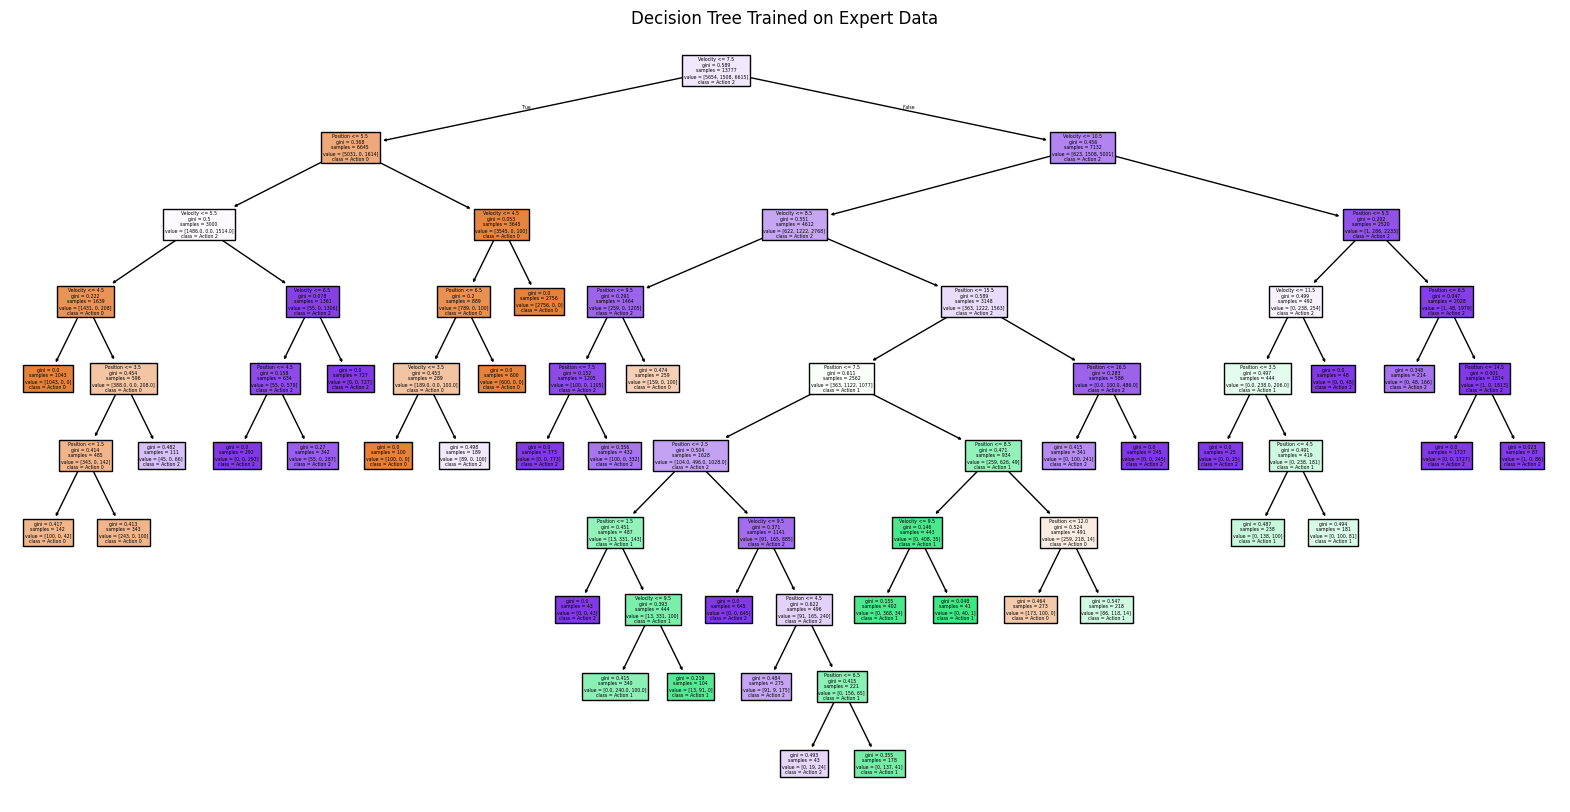 Decision Tree Trained on Expert Data
Velocity <= 7.5
gini = 0.589
samples = 13777
value = [5654, 1508, 6615]
class = Action 2
True
False
Position <= 5.5
gini = 0.368
samples = 6645
value = [5031, 0, 1614]
class = Action 0
Velocity <= 10.5
gini = 0.456
samples = 7132
value = [623, 1508, 5001]
class = Action 2
Velocity <= 5.5
gini = 0.5
samples = 3000
value = [1486.0, 0.0, 1514.0]
class = Action 2
Velocity <= 4.5
gini = 0.053
samples = 3645
value = [3545, 0, 100]
class = Action 0
Velocity <= 8.5
gini = 0.551
samples = 4612
value = [622, 1222, 2768]
class = Action 2
Position <= 5.5
gini = 0.202
samples = 2520
value = [1, 286, 2233]
class = Action 2
Velocity <= 4.5
gini = 0.222
samples = 1639
value = [1431, 0, 208]
class = Action 0
Velocity <= 6.5
gini = 0.078
samples = 1361
value = [55, 0, 1306]
class = Action 2
Position <= 6.5
gini = 0.2
samples = 889
value = [789, 0, 100]
class = Action 0
gini = 0.0
samples = 2756
value = [2756, 0, 0]
class = Action 0
Position <= 9.5
gini = 0.291
samples = 1464
value = [259, 0, 1205]
class = Action 2
Position <= 15.5
gini = 0.589
samples = 3148
value = [363, 1222, 1563]
class = Action 2
Velocity <= 11.5
gini = 0.499
samples = 492
value = [0, 238, 254]
class = Action 2
Position <= 6.5
gini = 0.047
samples = 2028
value = [1, 48, 1979]
class = Action 2
gini = 0.0
samples = 1043
value = [1043, 0, 0]
class = Action 0
Position <= 3.5
gini = 0.454
samples = 596
value = [388.0, 0.0, 208.0]
class = Action 0
Position <= 4.5
gini = 0.158
samples = 634
value = [55, 0, 579]
class = Action 2
gini = 0.0
samples = 727
value = [0, 0, 727]
class = Action 2
Velocity <= 3.5
gini = 0.453
samples = 289
value = [189.0, 0.0, 100.0]
class = Action 0
gini = 0.0
samples = 600
value = [600, 0, 0]
class = Action 0
Position <= 7.5
gini = 0.152
samples = 1205
value = [100, 0, 1105]
class = Action 2
gini = 0.474
samples = 259
value = [159, 0, 100]
class = Action 0
Position <= 7.5
gini = 0.611
samples = 2562
value = [363, 1122, 1077]
class = Action 1
Position <= 16.5
gini = 0.283
samples = 586
value = [0.0, 100.0, 486.0]
class = Action 2
Position <= 3.5
gini = 0.497
samples = 444
value = [0.0, 238.0, 206.0]
class = Action 1
gini = 0.0
samples = 48
value = [0, 0, 48]
class = Action 2
gini = 0.348
samples = 214
value = [0, 48, 166]
class = Action 2
Position <= 14.5
gini = 0.001
samples = 1814
value = [1, 0, 1813]
class = Action 2
Position <= 1.5
gini = 0.414
samples = 485
value = [343, 0, 142]
class = Action 0
gini = 0.482
samples = 111
value = [45, 0, 66]
class = Action 2
gini = 0.0
samples = 292
value = [0, 0, 292]
class = Action 2
gini = 0.27
samples = 342
value = [55, 0, 287]
class = Action 2
gini = 0.0
samples = 100
value = [100, 0, 0]
class = Action 0
gini = 0.498
samples = 189
value = [89, 0, 100]
class = Action 2
gini = 0.0
samples = 773
value = [0, 0, 773]
class = Action 2
gini = 0.356
samples = 432
value = [100, 0, 332]
class = Action 2
Position <= 2.5
gini = 0.504
samples = 1628
value = [104.0, 496.0, 1028.0]
class = Action 2
Position <= 8.5
gini = 0.471
samples = 934
value = [259, 626, 49]
class = Action 1
gini = 0.415
samples = 341
value = [0, 100, 241]
class = Action 2
gini = 0.0
samples = 245
value = [0, 0, 245]
class = Action 2
gini = 0.0
samples = 25
value = [0, 0, 25]
class = Action 2
Position <= 4.5
gini = 0.491
samples = 419
value = [0, 238, 181]
class = Action 1
gini = 0.0
samples = 1727
value = [0, 0, 1727]
class = Action 2
gini = 0.023
samples = 87
value = [1, 0, 86]
class = Action 2
gini = 0.417
samples = 142
value = [100, 0, 42]
class = Action 0
gini = 0.413
samples = 343
value = [243, 0, 100]
class = Action 0
Position <= 1.5
gini = 0.451
samples = 487
value = [13, 331, 143]
class = Action 1
Velocity <= 9.5
gini = 0.371
samples = 1141
value = [91, 165, 885]
class = Action 2
Velocity <= 9.5
gini = 0.146
samples = 443
value = [0, 408, 35]
class = Action 1
Position <= 12.0
gini = 0.524
samples = 491
value = [259, 218, 14]
class = Action 0
gini = 0.487
samples = 238
value = [0, 138, 100]
class = Action 1
gini = 0.494
samples = 181
value = [0, 100, 81]
class = Action 1
gini = 0.0
samples = 43
value = [0, 0, 43]
class = Action 2
Velocity <= 9.5
gini = 0.393
samples = 444
value = [13, 331, 100]
class = Action 1
gini = 0.0
samples = 645
value = [0, 0, 645]
class = Action 2
Position <= 4.5
gini = 0.622
samples = 496
value = [91, 165, 240]
class = Action 2
gini = 0.155
samples = 402
value = [0, 368, 34]
class = Action 1
gini = 0.048
samples = 41
value = [0, 40, 1]
class = Action 1
gini = 0.464
samples = 273
value = [173, 100, 0]
class = Action 0
gini = 0.547
samples = 218
value = [86, 118, 14]
class = Action 1
gini = 0.415
samples = 340
value = [0.0, 240.0, 100.0]
class = Action 1
gini = 0.219
samples = 104
value = [13, 91, 0]
class = Action 1
gini = 0.484
samples = 275
value = [91, 9, 175]
class = Action 2
Position <= 6.5
gini = 0.415
samples = 221
value = [0, 156, 65]
class = Action 1
gini = 0.493
samples = 43
value = [0, 19, 24]
class = Action 2
gini = 0.355
samples = 178
value = [0, 137, 41]
class = Action 1